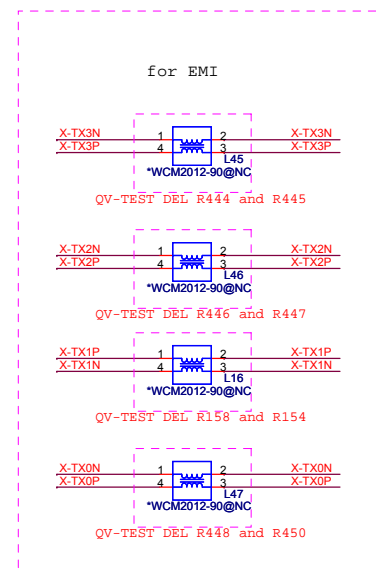 for EMI
X-TX3N 1 2 X-TX3N
X-TX3P 4 3 X-TX3P
L45
*WCM2012-90@NC
QV-TEST DEL R444 and R445
X-TX2N 1 2 X-TX2N
X-TX2P 4 3 X-TX2P
L46
*WCM2012-90@NC
QV-TEST DEL R446 and R447
X-TX1P 1 2 X-TX1P
X-TX1N 4 3 X-TX1N
L16
*WCM2012-90@NC
QV-TEST DEL R158 and R154
X-TX0N 1 2 X-TX0N
X-TX0P 4 3 X-TX0P
L47
*WCM2012-90@NC
QV-TEST DEL R448 and R450